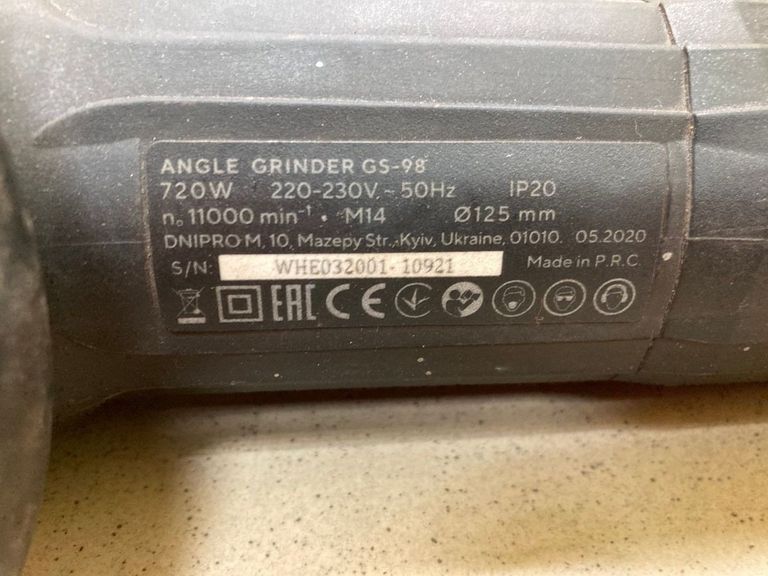 ANGLE GRINDER GS-98
720W 220-230V~50Hz IP20
n₀ 11000 min⁻¹ • M14 Ø125 mm
DNIPRO M, 10, Mazepy Str., Kyiv, Ukraine, 01010. 05.2020
S/N: WHE032001-10921 Made in P.R.C
EAC CE